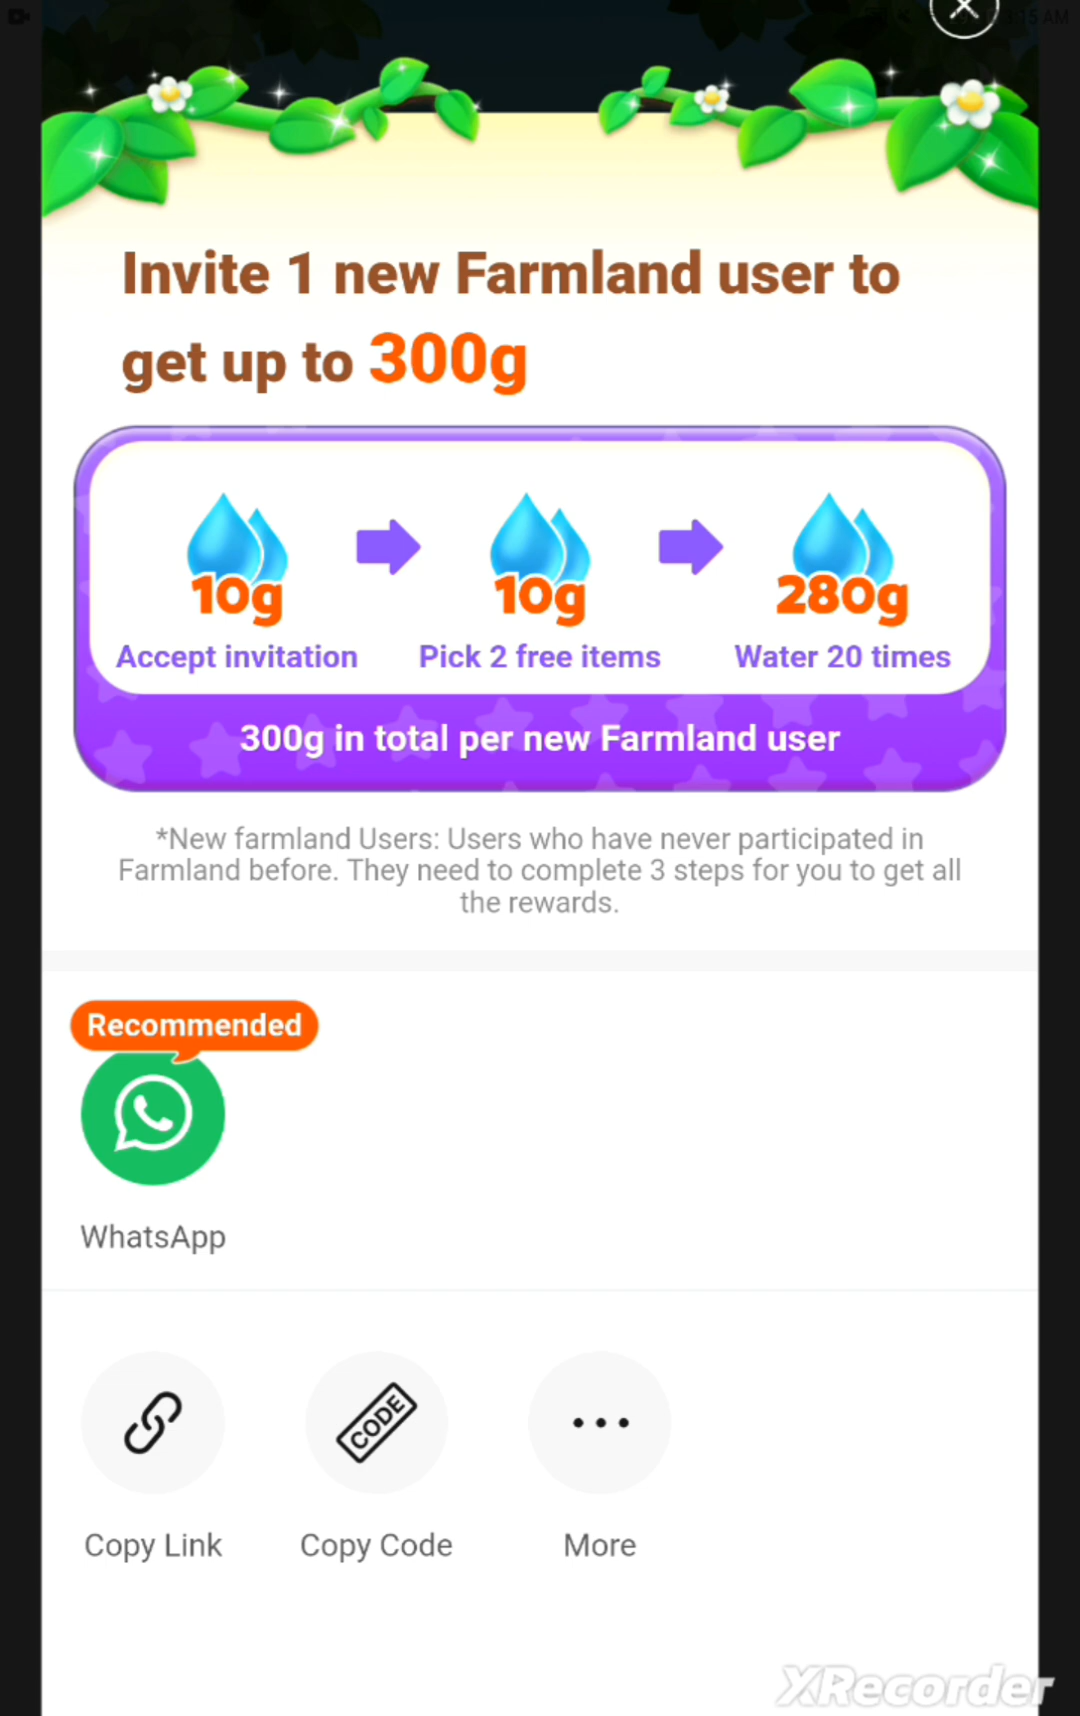 Invite 1 new Farmland user to
get up to 300g
10g
10g
280g
Accept invitation
Pick 2 free items
Water 20 times
300g in total per new Farmland user
*New farmland Users: Users who have never participated in
Farmland before. They need to complete 3 steps for you to get all
the rewards.
Recommended
WhatsApp
CODE
Copy Link
Copy Code
More
XRecorder